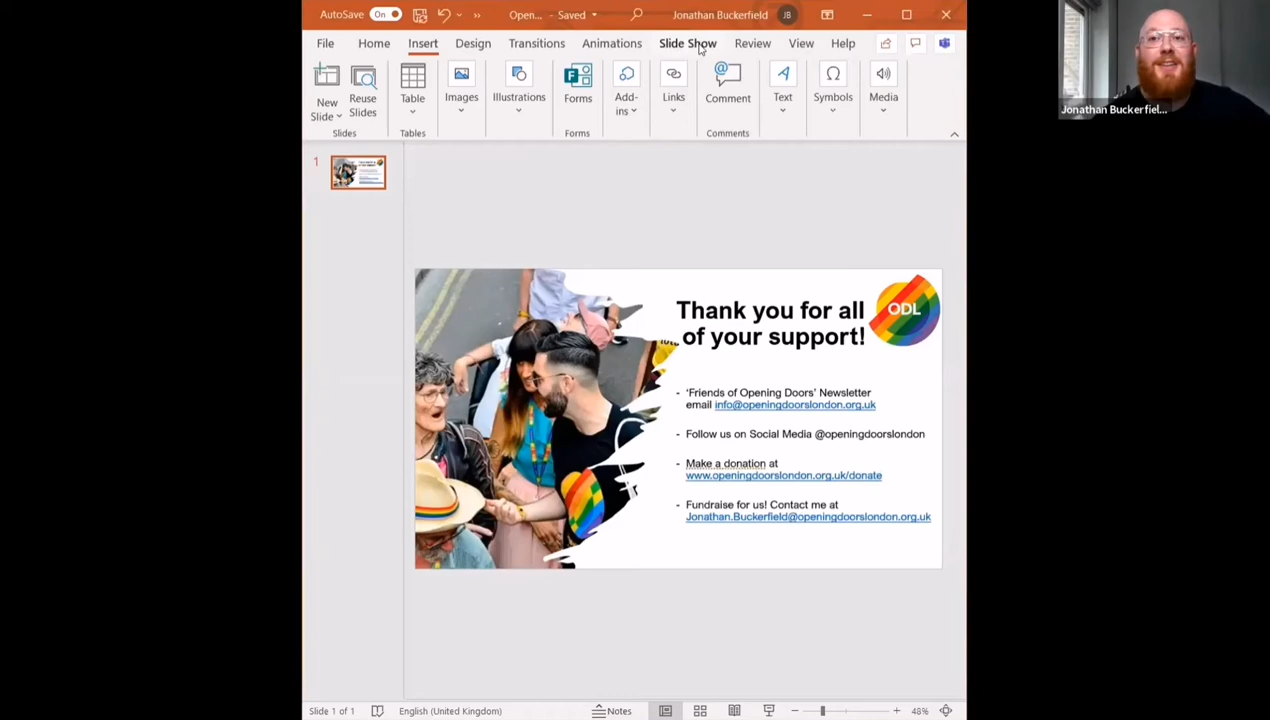 AutoSave On Open... - Saved Jonathan Buckerfield JB
File Home Insert Design Transitions Animations Slide Show Review View Help
New Slide
Reuse Slides
Table
Images
Illustrations
Forms
Add-ins
Links
Comment
Text
Symbols
Media
Slides Tables Forms Comments
Jonathan Buckerfiel...
1
Thank you for all
of your support!
ODL
- 'Friends of Opening Doors' Newsletter
email info@openingdoorslondon.org.uk
- Follow us on Social Media @openingdoorslondon
- Make a donation at
www.openingdoorslondon.org.uk/donate
- Fundraise for us! Contact me at
Jonathan.Buckerfield@openingdoorslondon.org.uk
Slide 1 of 1 English (United Kingdom) Notes 48%